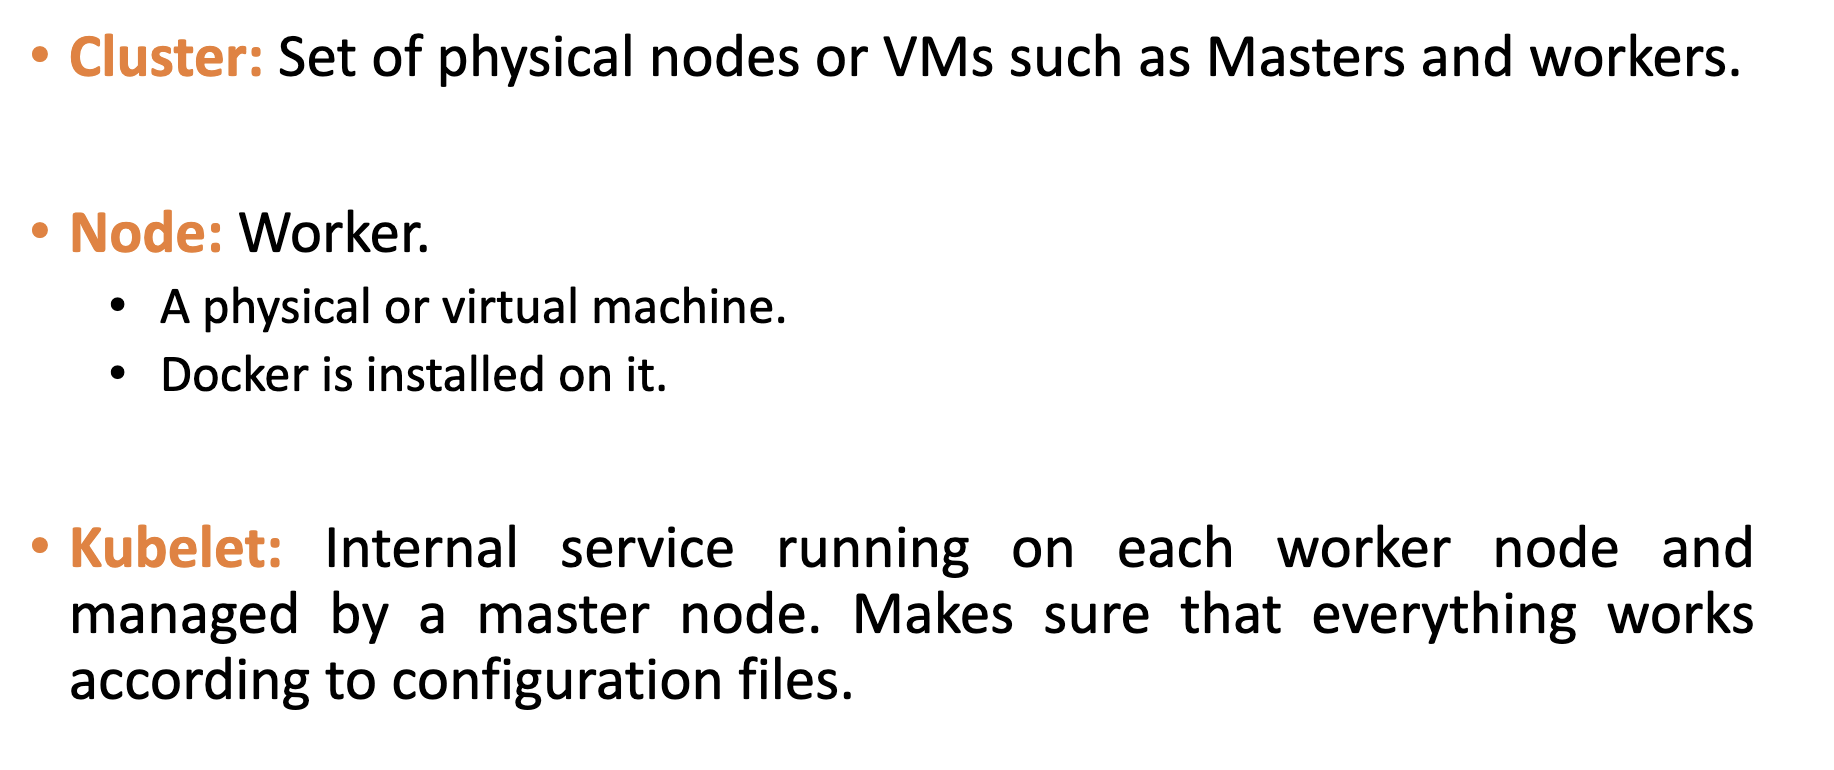 • Cluster: Set of physical nodes or VMs such as Masters and workers.
• Node: Worker.
• A physical or virtual machine.
• Docker is installed on it.
• Kubelet: Internal service running on each worker node and
managed by a master node. Makes sure that everything works
according to configuration files.